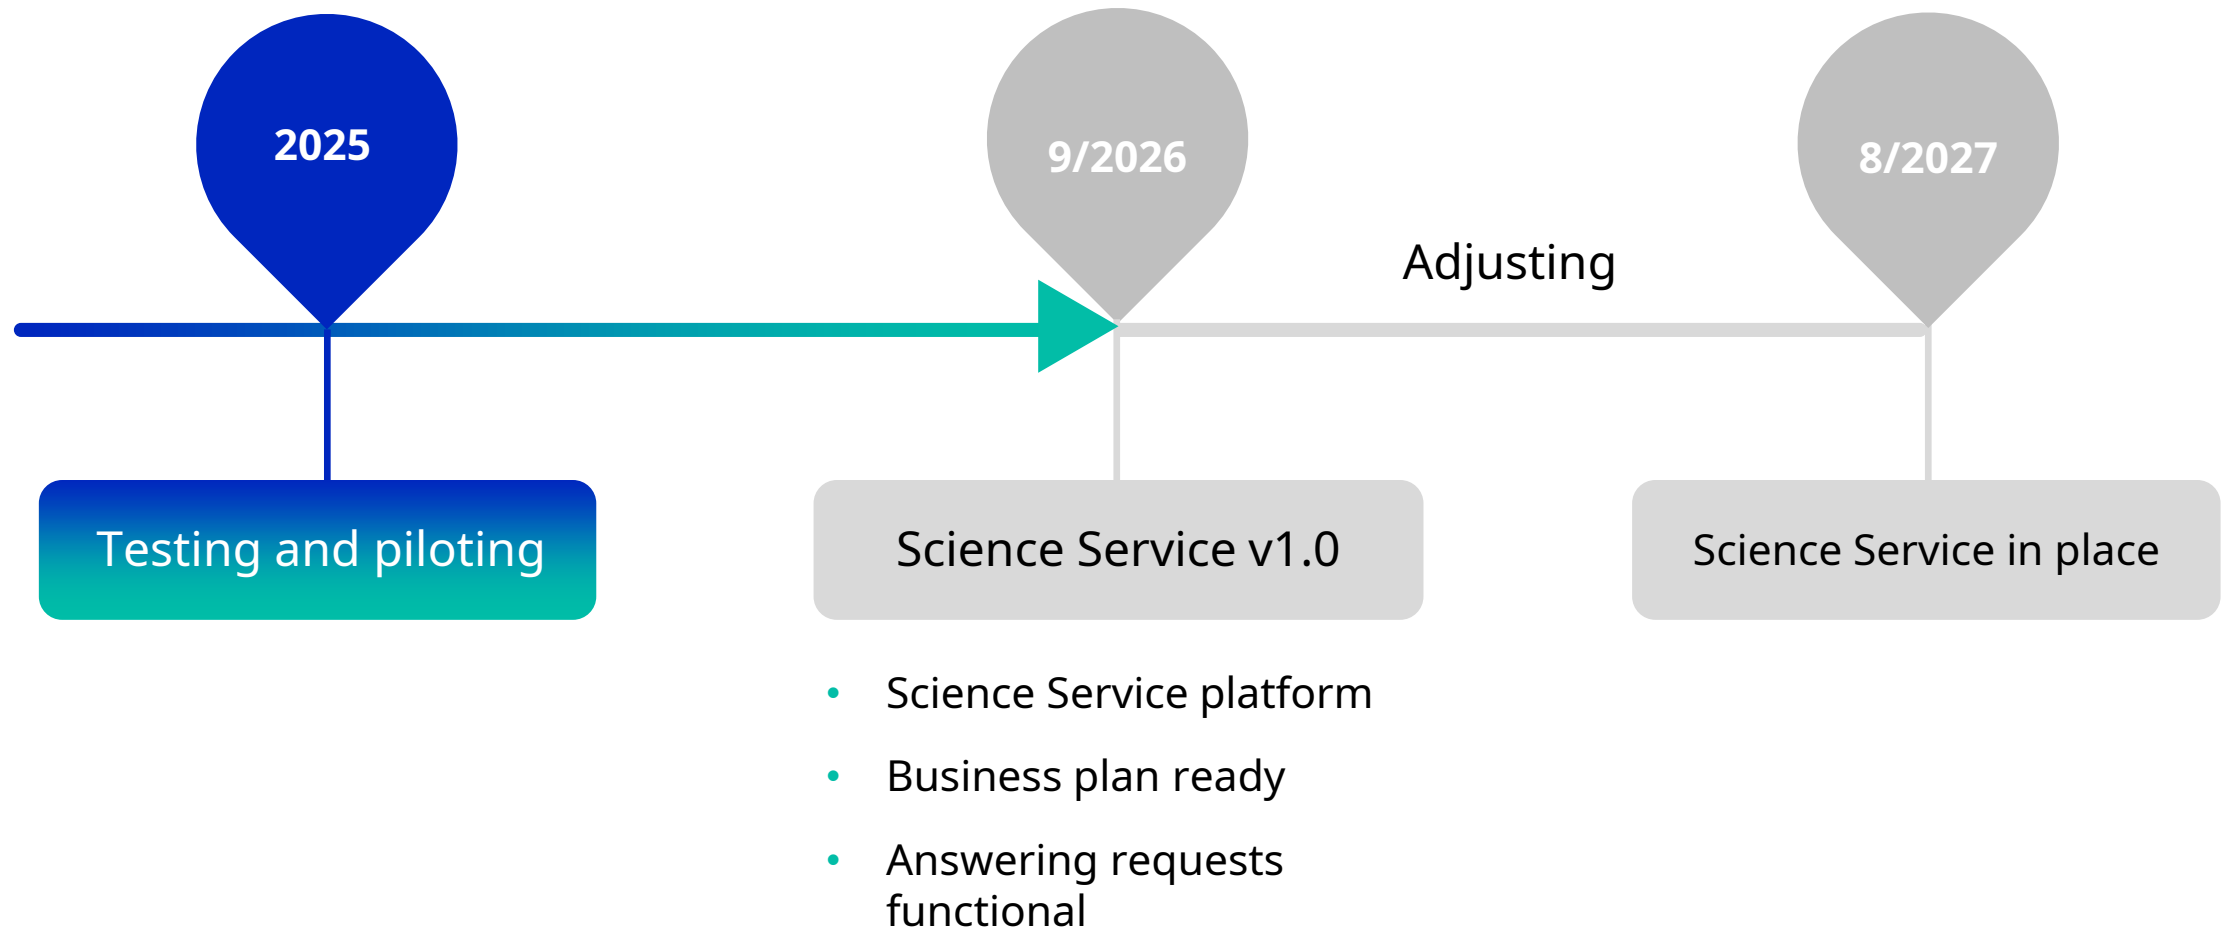 2025
9/2026
8/2027
Adjusting
Testing and piloting
Science Service v1.0
Science Service in place
• Science Service platform
• Business plan ready
• Answering requests
functional